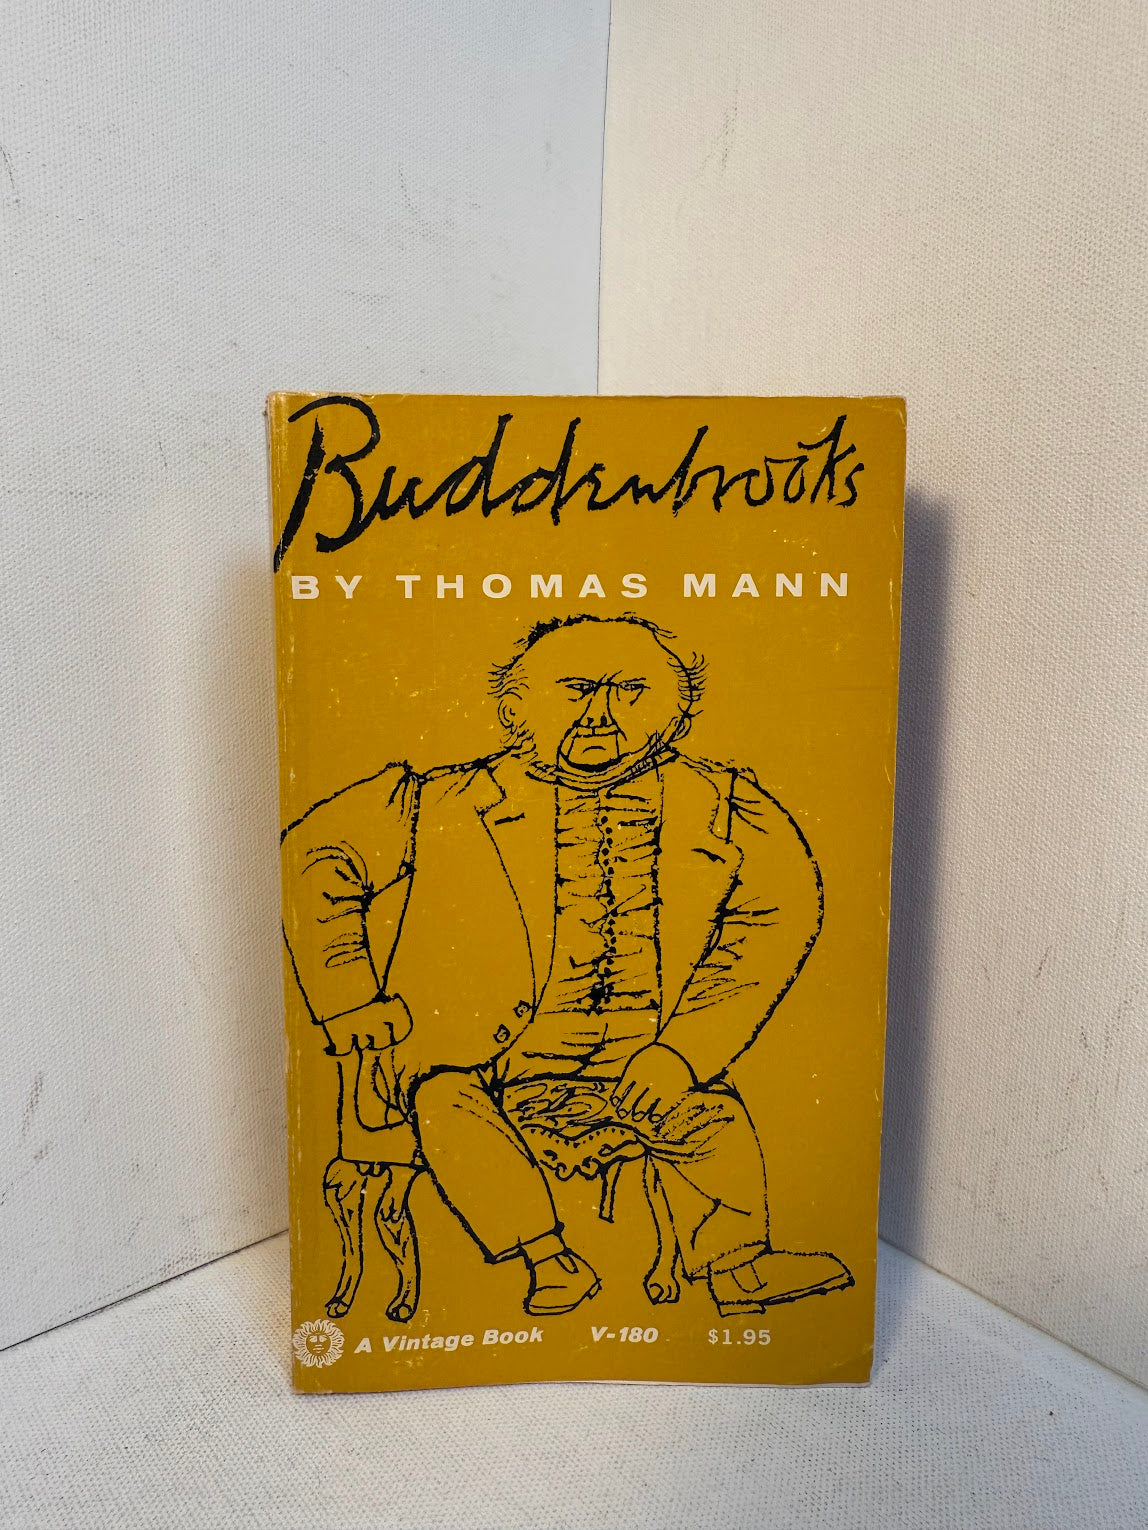 Buddenbrooks
BY THOMAS MANN
A Vintage Book V-180 $1.95